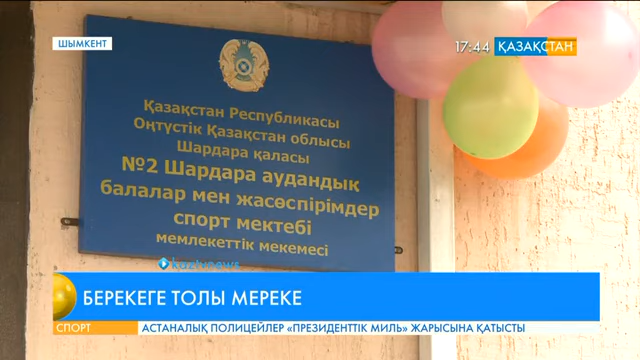 ШЫМКЕНТ
17:44 ҚАЗАҚСТАН
Қазақстан Республикасы
Оңтүстік Қазақстан облысы
Шардара қаласы
№2 Шардара аудандық
балалар мен жасөспірімдер
спорт мектебі
мемлекеттік мекемесі
kaztvnews
БЕРЕКЕГЕ ТОЛЫ МЕРЕКЕ
СПОРТ
АСТАНАЛЫҚ ПОЛИЦЕЙЛЕР «ПРЕЗИДЕНТТІК МИЛЬ» ЖАРЫСЫНА ҚАТЫСТЫ